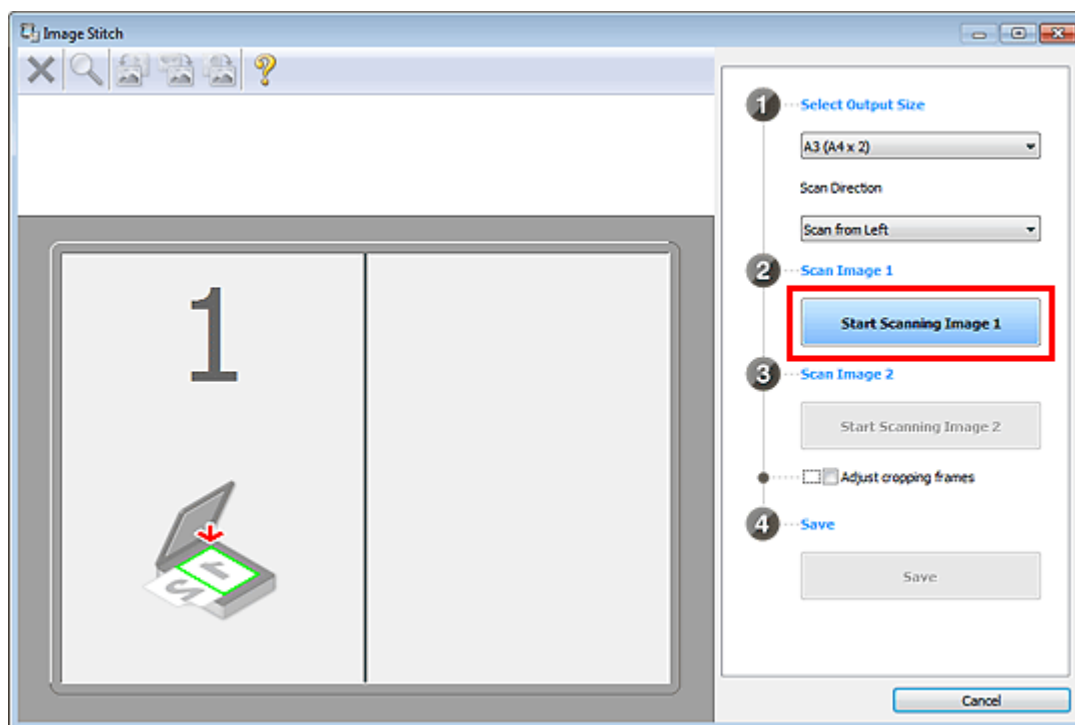 Image Stitch
1
1 Select Output Size
A3 (A4 x 2)
Scan Direction
Scan from Left
2 Scan Image 1
Start Scanning Image 1
3 Scan Image 2
Start Scanning Image 2
Adjust cropping frames
4 Save
Save
Cancel